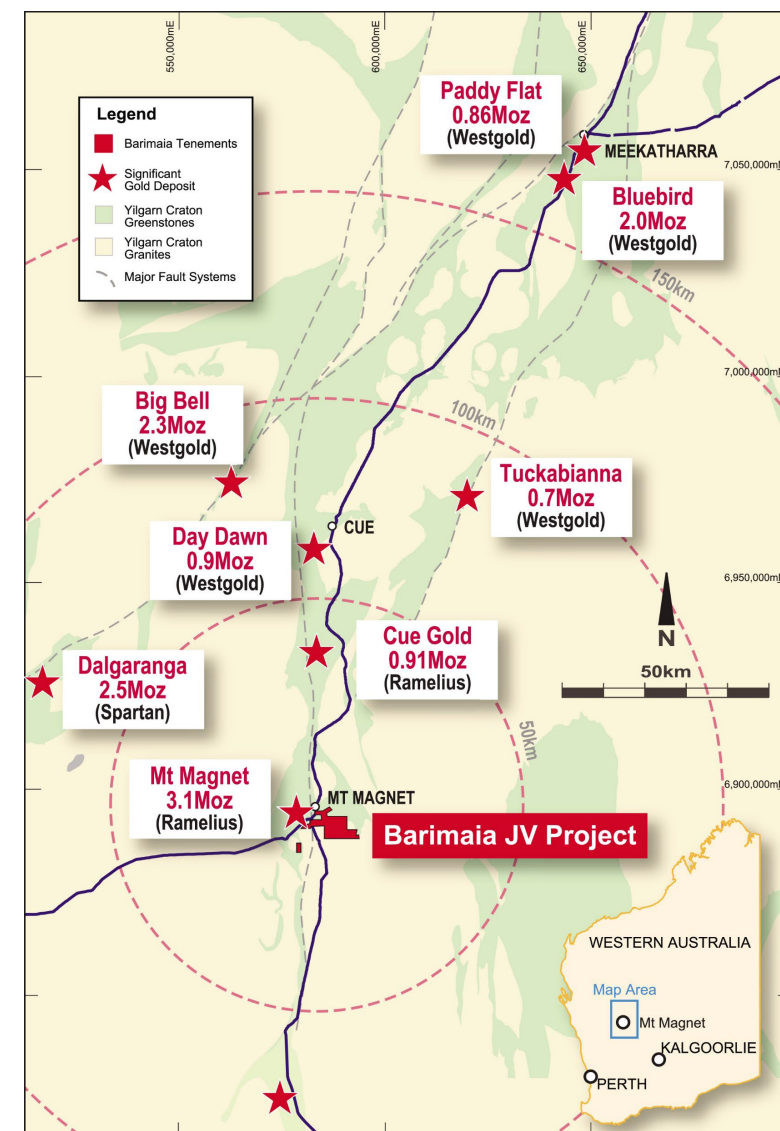 550,000mE
600,000mE
650,000mE
Legend
Barimaia Tenements
Significant
Gold Deposit
Yilgarn Craton
Greenstones
Yilgarn Craton
Granites
Major Fault Systems
Paddy Flat
0.86Moz
(Westgold)
MEEKATHARRA
7,050,000mN
Bluebird
2.0Moz
(Westgold)
150km
7,000,000mN
Big Bell
2.3Moz
(Westgold)
100km
Tuckabianna
0.7Moz
(Westgold)
CUE
Day Dawn
0.9Moz
(Westgold)
6,950,000mN
N
50km
Cue Gold
0.91Moz
(Ramelius)
Dalgaranga
2.5Moz
(Spartan)
50km
Mt Magnet
3.1Moz
(Ramelius)
MT MAGNET
6,900,000mN
Barimaia JV Project
WESTERN AUSTRALIA
Map Area
Mt Magnet
KALGOORLIE
PERTH